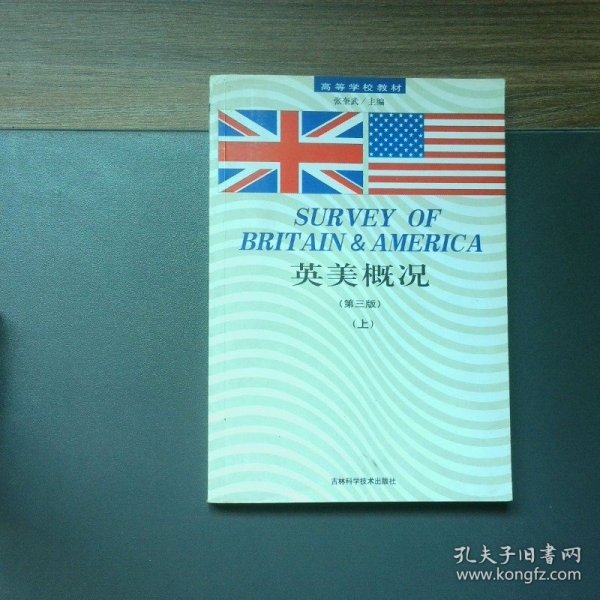 高等学校教材
张奎武／主编
SURVEY OF
BRITAIN & AMERICA
英美概况
（第三版）
（上）
吉林科学技术出版社
孔夫子旧书网
www.kongfz.com